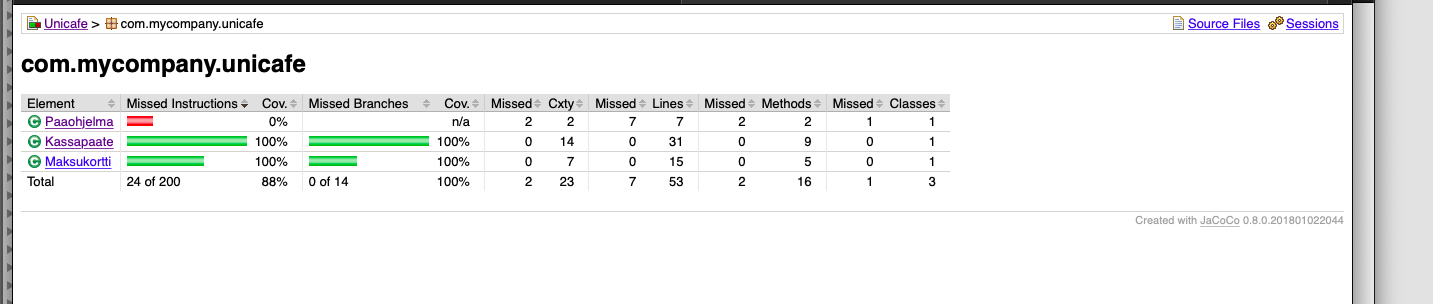 Unicafe > com.mycompany.unicafe Source Files Sessions
com.mycompany.unicafe
Element Missed Instructions Cov. Missed Branches Cov. Missed Cxty Missed Lines Missed Methods Missed Classes
Paaohjelma 0% n/a 2 2 7 7 2 2 1 1
Kassapaate 100% 100% 0 14 0 31 0 9 0 1
Maksukortti 100% 100% 0 7 0 15 0 5 0 1
Total 24 of 200 88% 0 of 14 100% 2 23 7 53 2 16 1 3
Created with JaCoCo 0.8.0.201801022044